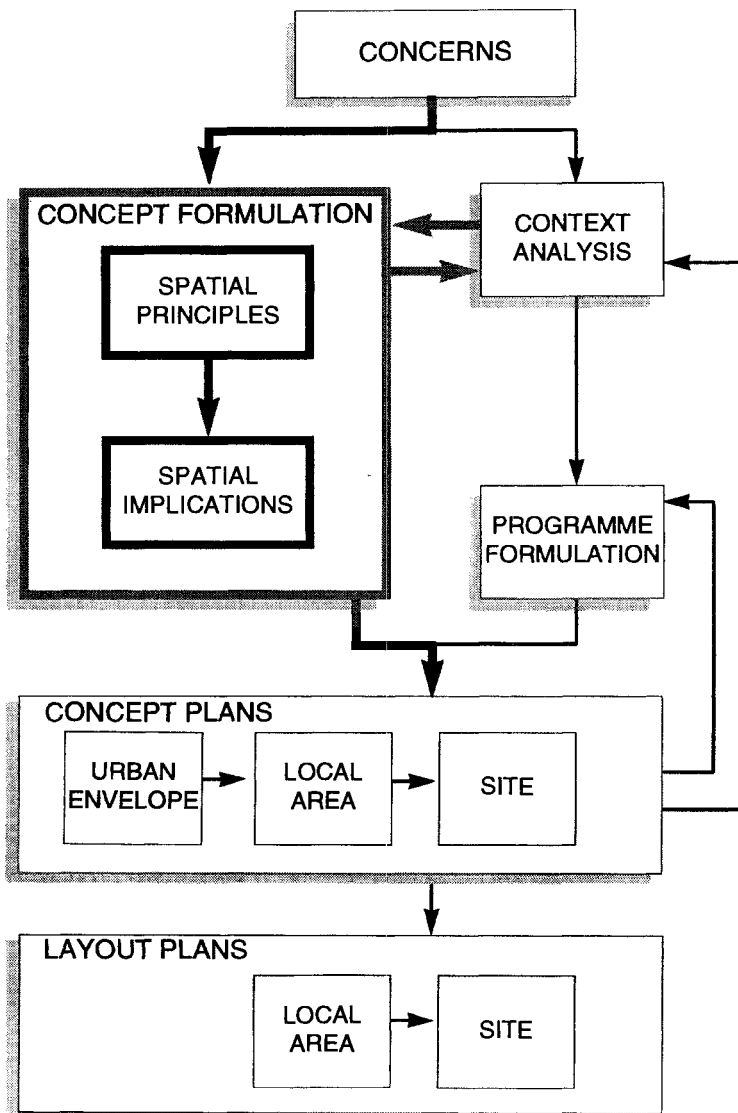 CONCERNS
CONCEPT FORMULATION
SPATIAL
PRINCIPLES
SPATIAL
IMPLICATIONS
CONTEXT
ANALYSIS
PROGRAMME
FORMULATION
CONCEPT PLANS
URBAN
ENVELOPE
LOCAL
AREA
SITE
LAYOUT PLANS
LOCAL
AREA
SITE